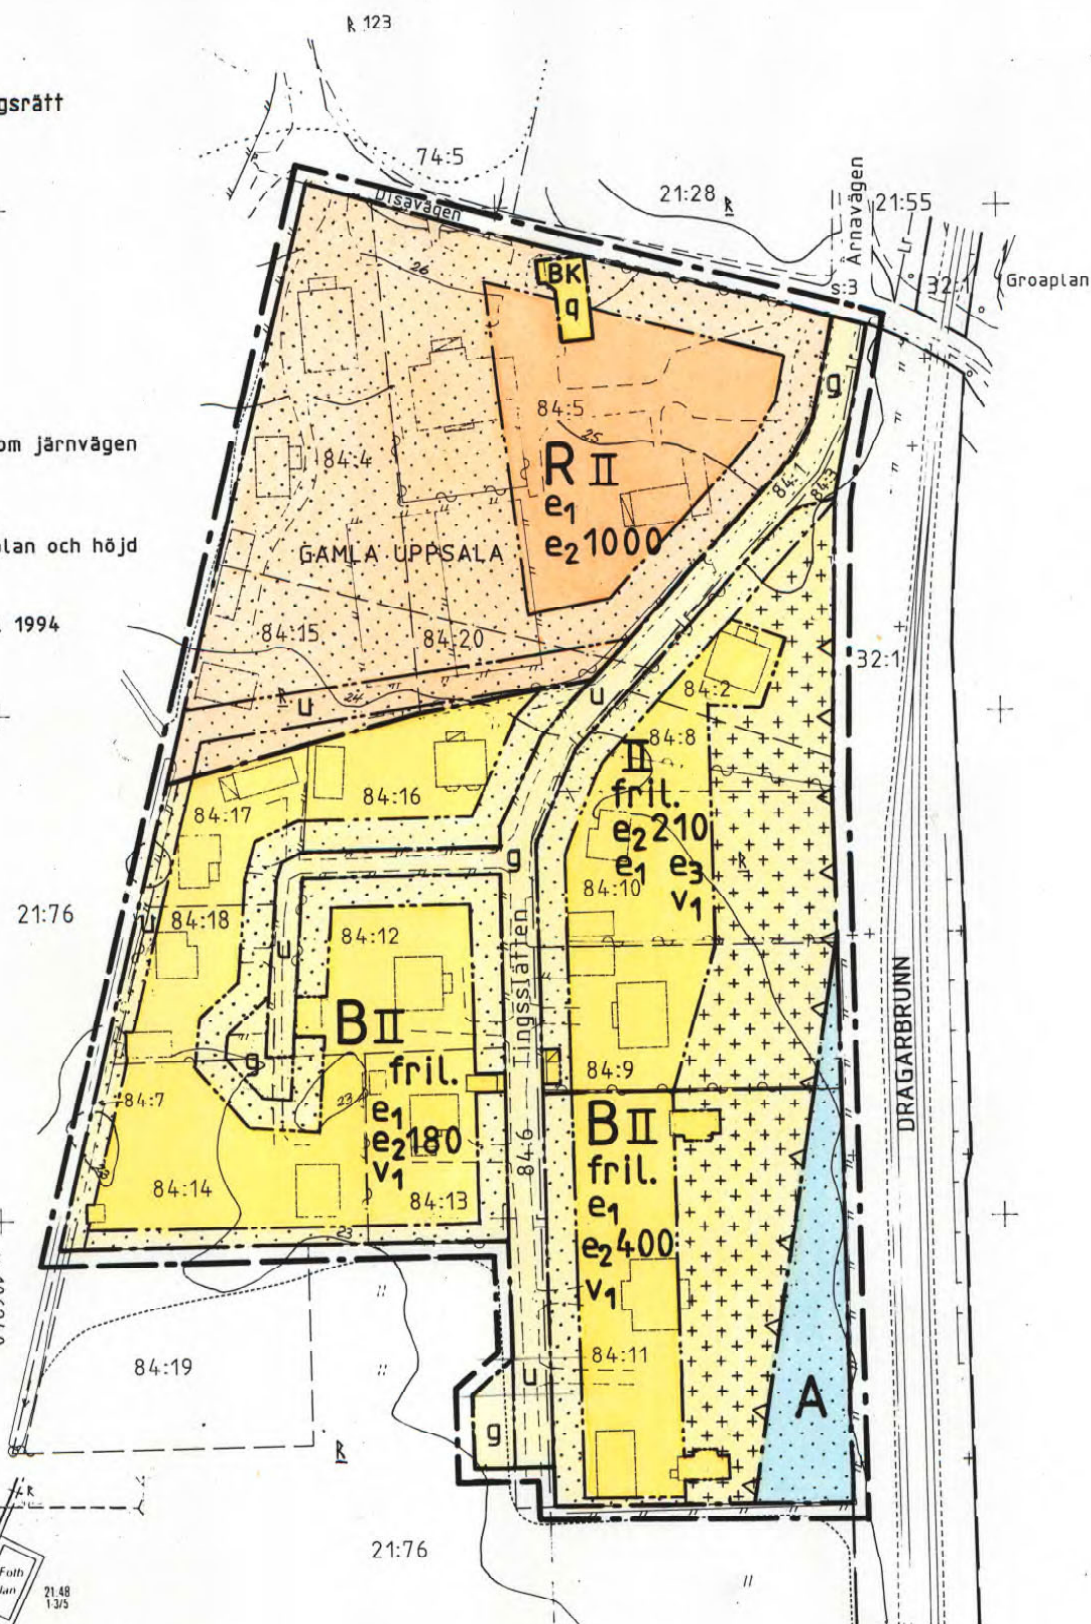 R 123
gsrätt
74:5
Disavägen
21:28 R
Årnavägen
21:55
Lr
s:3
32:1
Groaplan
26
BK
q
g
84:5
25
om järnvägen
84:4
R II
e1
e2 1000
84:1
84:3
lan och höjd
GAMLA UPPSALA
1994
84:15
84:20
32:1
R
u
24
u
84:2
84:8
II
fril.
e2 210
e1 e3
v1
R
84:17
84:16
g
84:10
21:76
u
84:18
84:12
u
Tingsslätten
DRAGARBRUNN
B II
fril.
g
84:9
84:7
23
e1
e2 180
v1
84:6
B II
fril.
e1
e2 400
v1
84:14
84:13
23
84:19
84:11
u
A
g
R
R
21:76
21:48
1-3/5